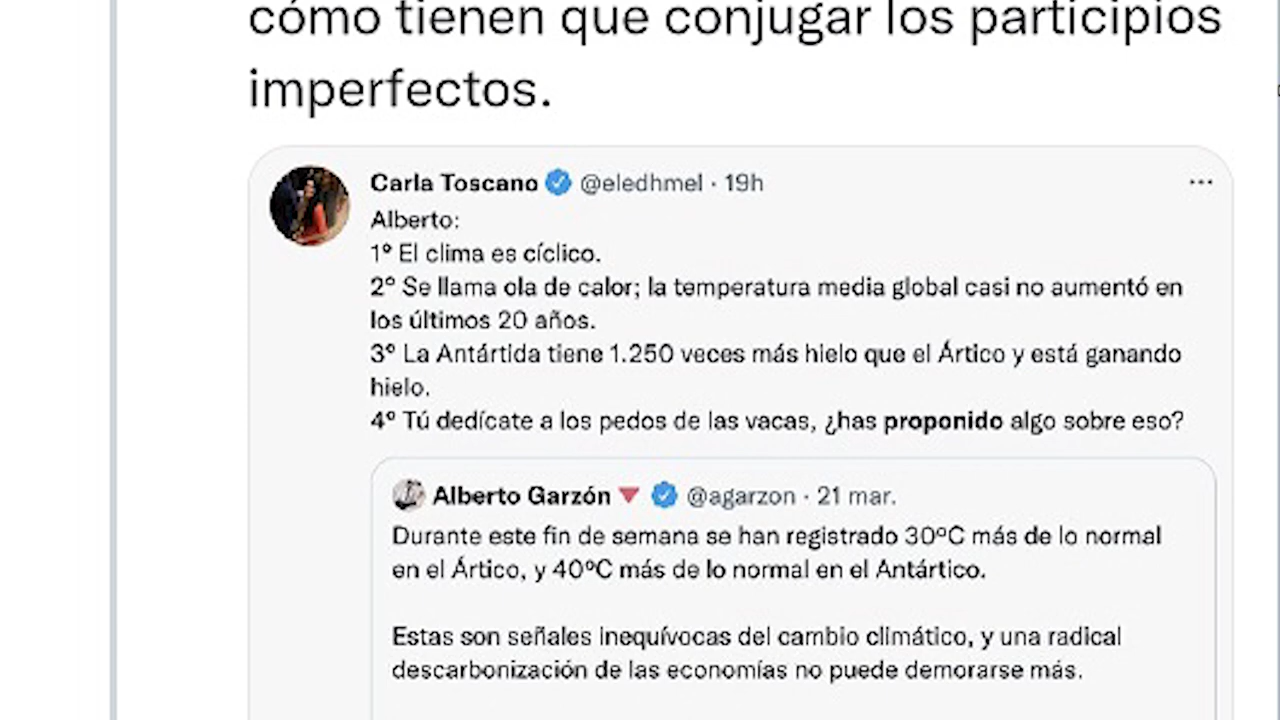 cómo tienen que conjugar los participios
imperfectos.
Carla Toscano @eledhmel · 19h
Alberto:
1º El clima es cíclico.
2º Se llama ola de calor; la temperatura media global casi no aumentó en
los últimos 20 años.
3º La Antártida tiene 1.250 veces más hielo que el Ártico y está ganando
hielo.
4º Tú dedícate a los pedos de las vacas, ¿has proponido algo sobre eso?
Alberto Garzón @agarzon · 21 mar.
Durante este fin de semana se han registrado 30ºC más de lo normal
en el Ártico, y 40ºC más de lo normal en el Antártico.
Estas son señales inequívocas del cambio climático, y una radical
descarbonización de las economías no puede demorarse más.